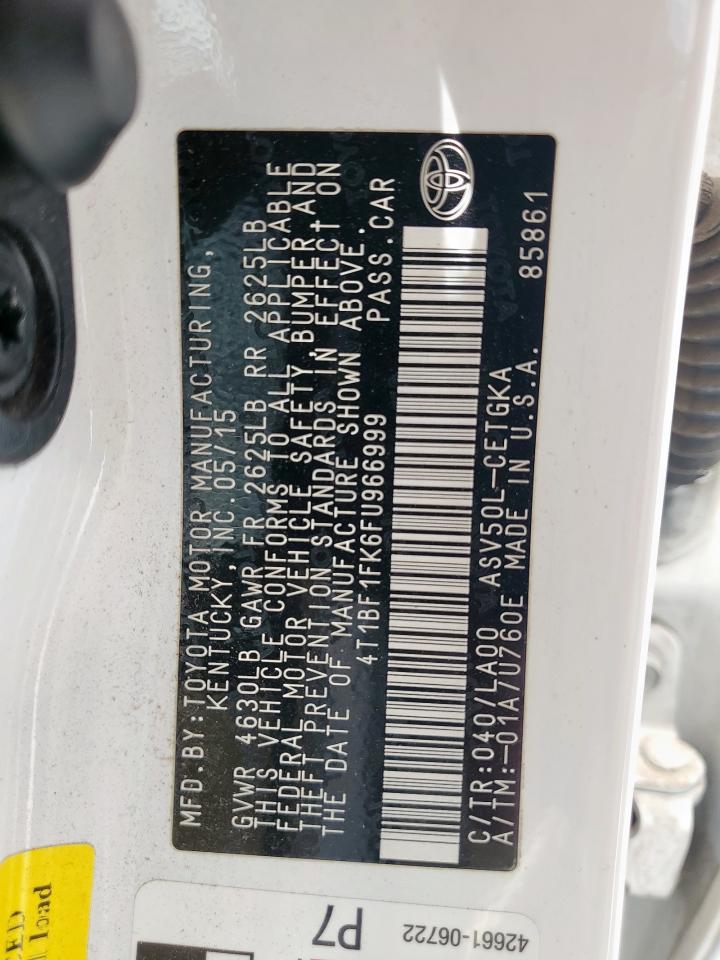 MFD.BY:TOYOTA MOTOR MANUFACTURING,
KENTUCKY,INC.05/15
GVWR 4630LB GAWR FR 2625LB RR 2625LB
THIS VEHICLE CONFORMS TO ALL APPLICABLE
FEDERAL MOTOR VEHICLE SAFETY,BUMPER,AND
THEFT PREVENTION STANDARDS IN EFFECT ON
THE DATE OF MANUFACTURE SHOWN ABOVE.
4T1BF1FK6FU966999 PASS.CAR
C/TR:040/LA00 ASV50L-CETGKA
A/TM:-01A/U760E MADE IN U.S.A. 85861
P7
42661-06722
load